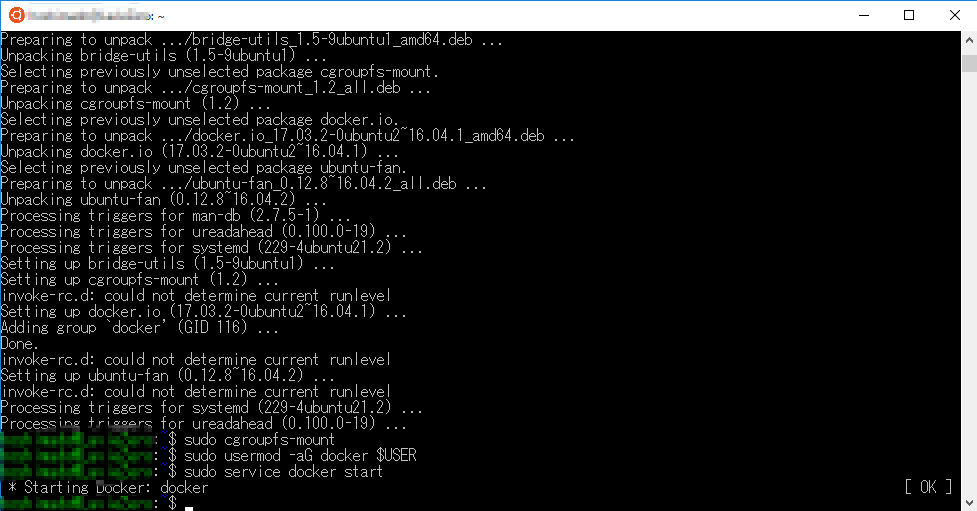 : ~
Preparing to unpack .../bridge-utils_1.5-9ubuntu1_amd64.deb ...
Unpacking bridge-utils (1.5-9ubuntu1) ...
Selecting previously unselected package cgroupfs-mount.
Preparing to unpack .../cgroupfs-mount_1.2_all.deb ...
Unpacking cgroupfs-mount (1.2) ...
Selecting previously unselected package docker.io.
Preparing to unpack .../docker.io_17.03.2-0ubuntu2~16.04.1_amd64.deb ...
Unpacking docker.io (17.03.2-0ubuntu2~16.04.1) ...
Selecting previously unselected package ubuntu-fan.
Preparing to unpack .../ubuntu-fan_0.12.8~16.04.2_all.deb ...
Unpacking ubuntu-fan (0.12.8~16.04.2) ...
Processing triggers for man-db (2.7.5-1) ...
Processing triggers for ureadahead (0.100.0-19) ...
Processing triggers for systemd (229-4ubuntu21.2) ...
Setting up bridge-utils (1.5-9ubuntu1) ...
Setting up cgroupfs-mount (1.2) ...
invoke-rc.d: could not determine current runlevel
Setting up docker.io (17.03.2-0ubuntu2~16.04.1) ...
Adding group `docker' (GID 116) ...
Done.
invoke-rc.d: could not determine current runlevel
Setting up ubuntu-fan (0.12.8~16.04.2) ...
invoke-rc.d: could not determine current runlevel
Processing triggers for systemd (229-4ubuntu21.2) ...
Processing triggers for ureadahead (0.100.0-19) ...
:~$ sudo cgroupfs-mount
:~$ sudo usermod -aG docker $USER
:~$ sudo service docker start
* Starting Docker: docker [ OK ]
:~$